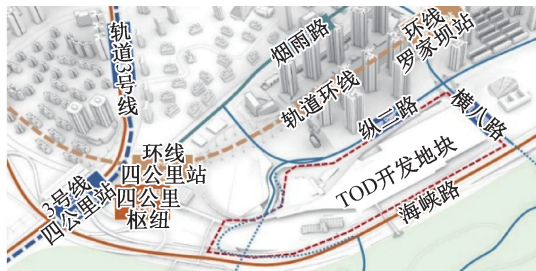 轨道3号线
烟雨路
环线
罗家坝站
轨道环线
纵二路
横八路
环线
四公里站
四公里
枢纽
3号线
四公里站
TOD开发地块
海峡路